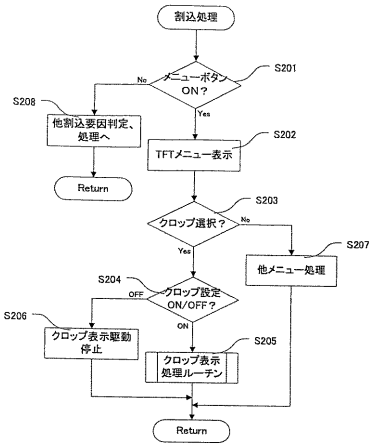 割込処理
メニューボタン
ON?
S201
No
Yes
S208
他割込要因判定、
処理へ
Return
S202
TFTメニュー表示
S203
クロップ選択?
No
Yes
S207
他メニュー処理
S204
クロップ設定
ON/OFF?
OFF
ON
S206
クロップ表示駆動
停止
S205
クロップ表示
処理ルーチン
Return